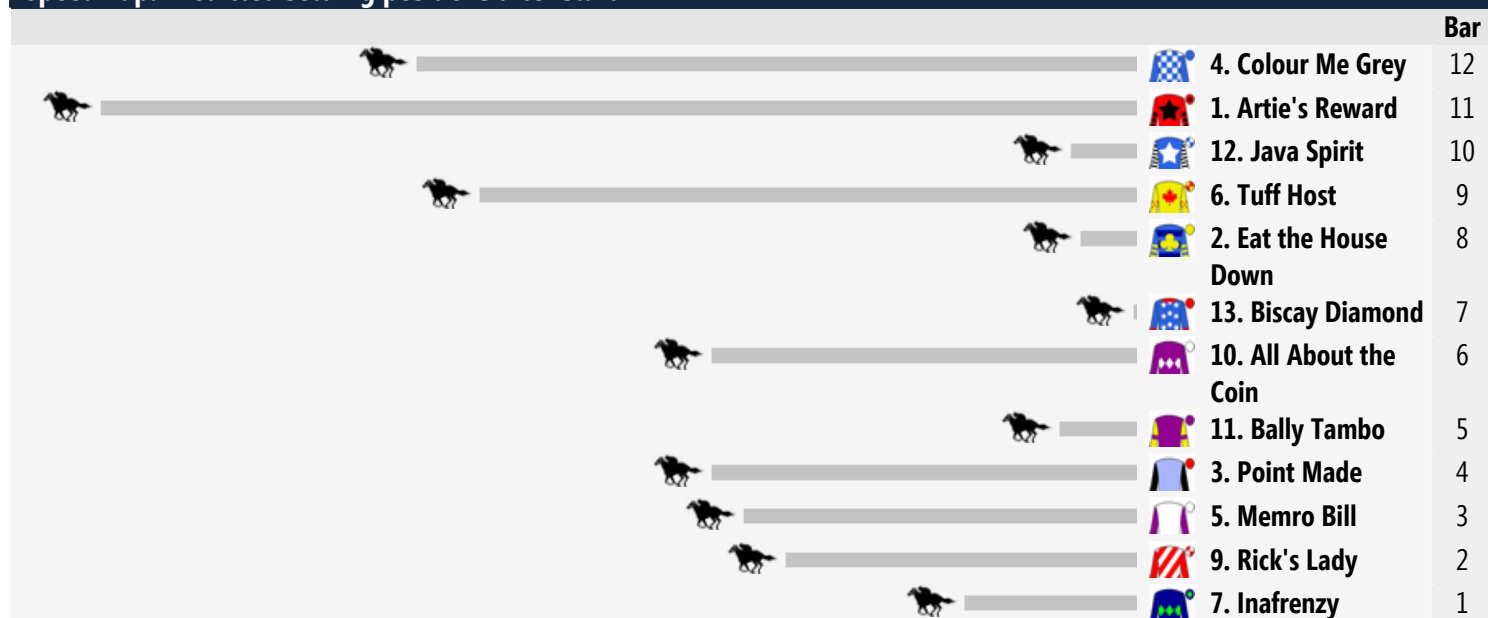 Bar
4. Colour Me Grey 12
1. Artie's Reward 11
12. Java Spirit 10
6. Tuff Host 9
2. Eat the House 8
Down
13. Biscay Diamond 7
10. All About the 6
Coin
11. Bally Tambo 5
3. Point Made 4
5. Memro Bill 3
9. Rick's Lady 2
7. Inafrenzy 1